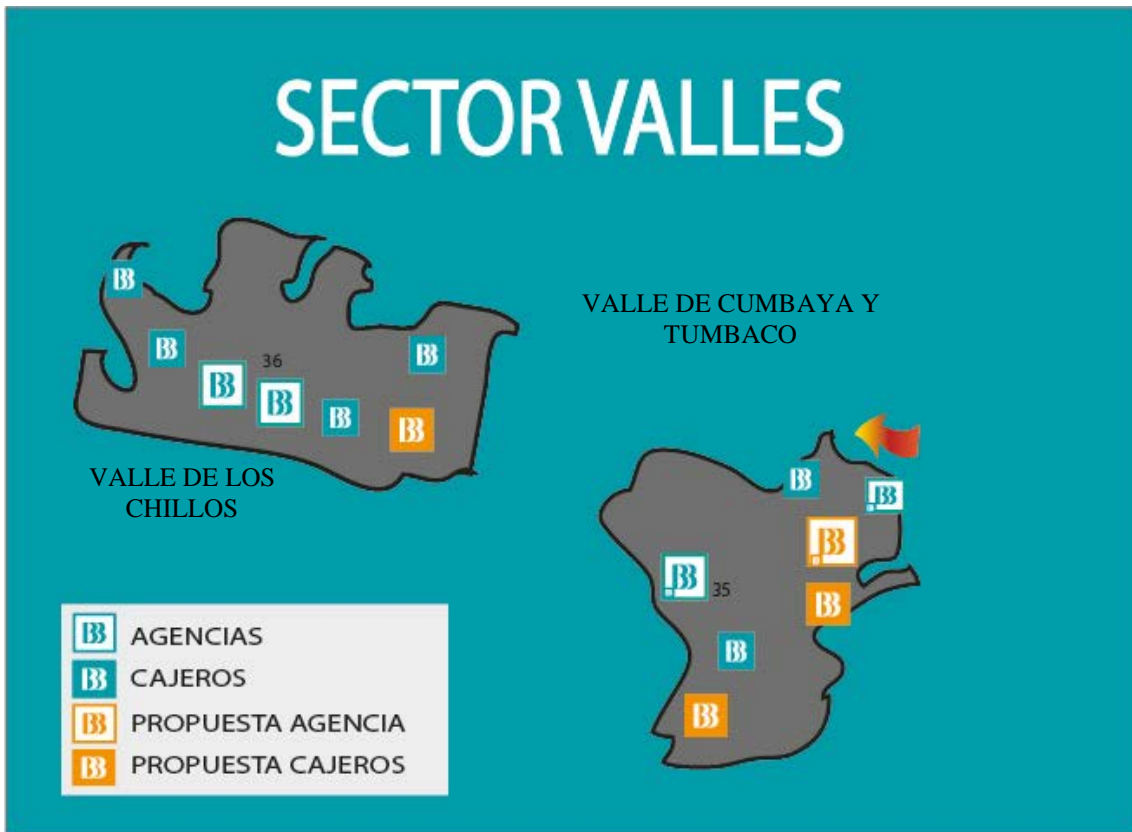 SECTOR VALLES
VALLE DE CUMBAYA Y
TUMBACO
36
VALLE DE LOS
CHILLOS
35
AGENCIAS
CAJEROS
PROPUESTA AGENCIA
PROPUESTA CAJEROS